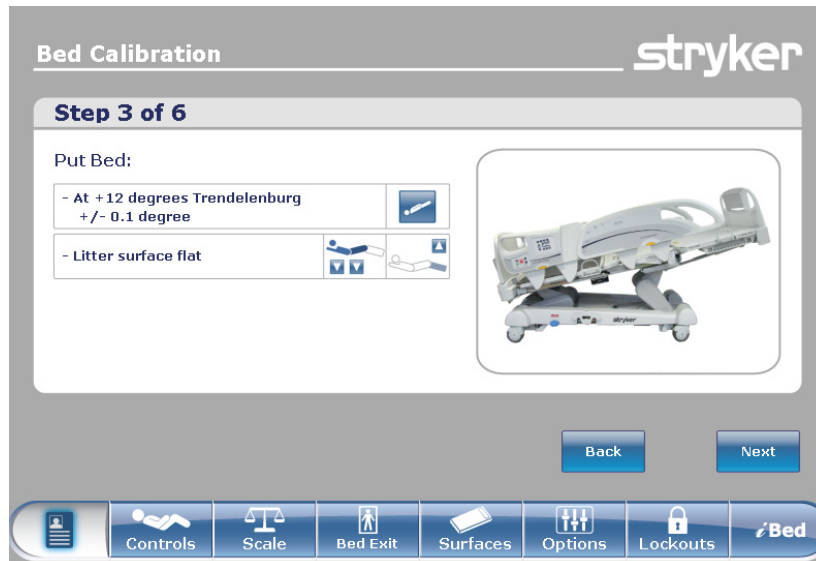 Bed Calibration
stryker
Step 3 of 6
Put Bed:
- At +12 degrees Trendelenburg
+/- 0.1 degree
- Litter surface flat
stryker
Back
Next
Controls
Scale
Bed Exit
Surfaces
Options
Lockouts
iBed